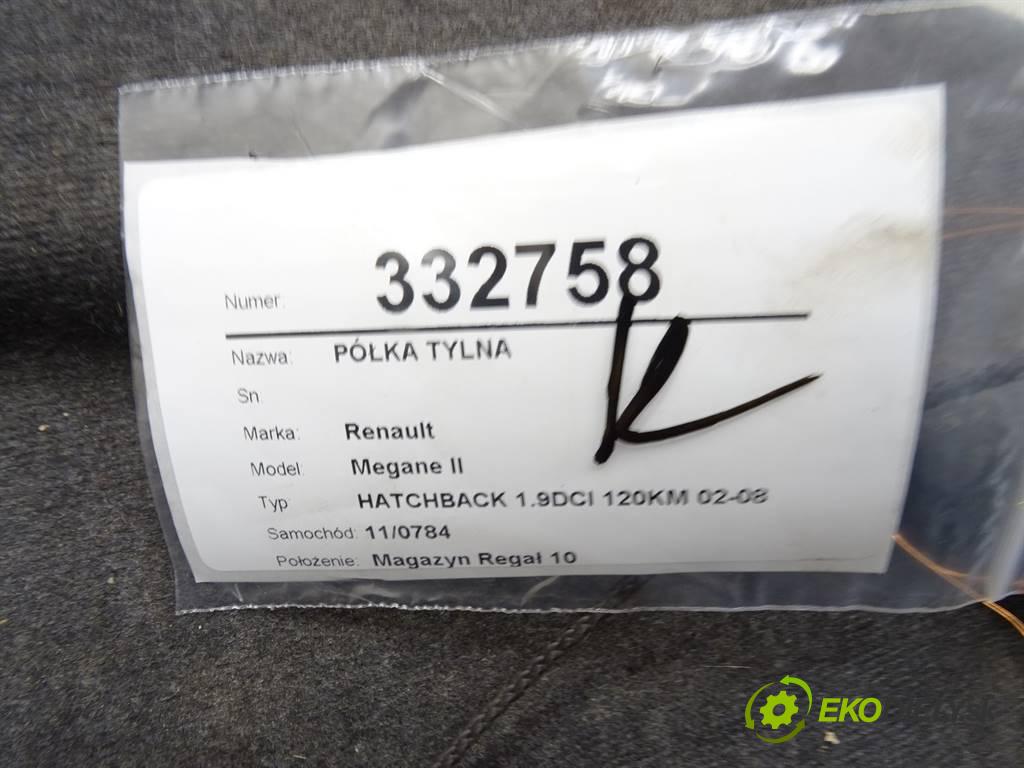 Numer: 332758
Nazwa: PÓŁKA TYLNA
Sn.
Marka: Renault
Model: Megane II
Typ HATCHBACK 1.9DCI 120KM 02-08
Samochód: 11/0784
Położenie: Magazyn Regał 10
EKO